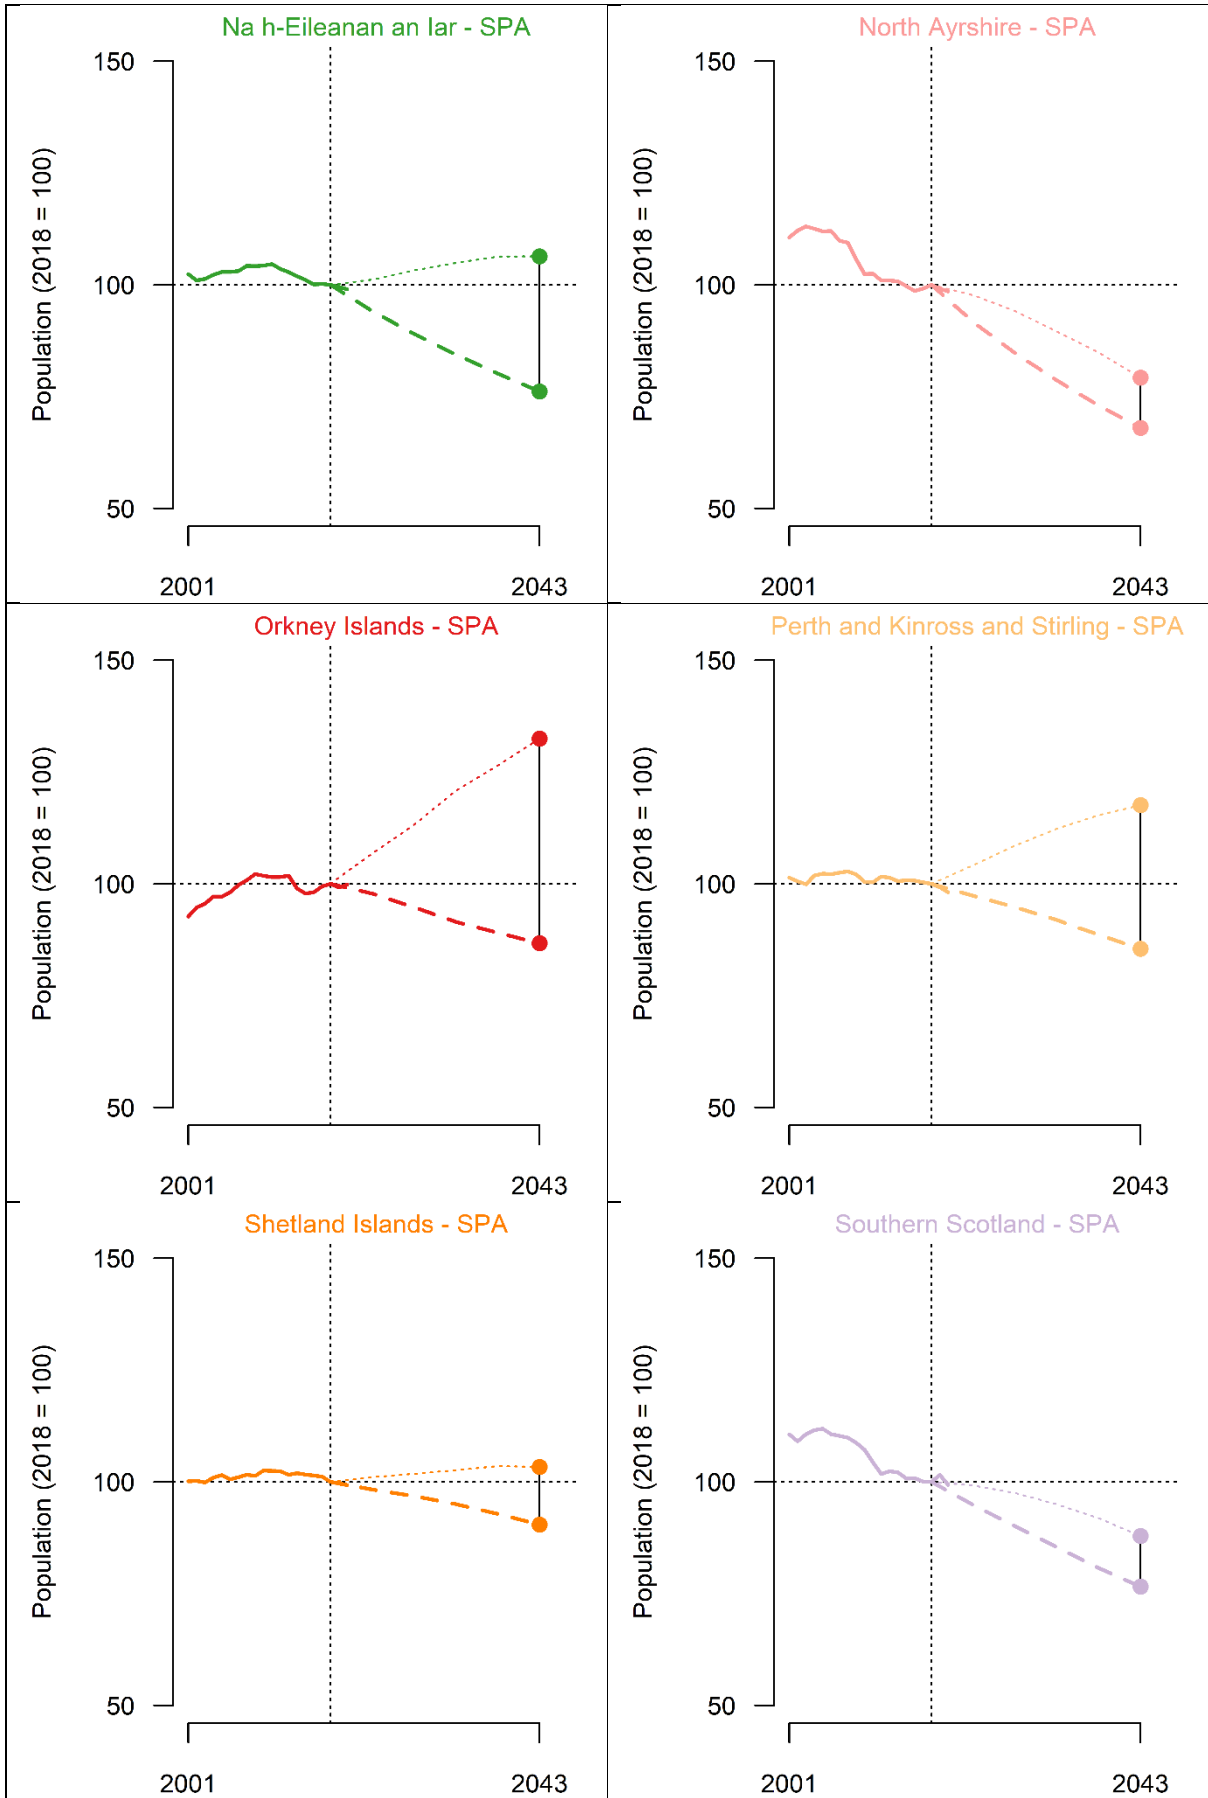 Na h-Eileanan an Iar - SPA
150
100
50
Population (2018 = 100)
2001
2043
North Ayrshire - SPA
150
100
50
Population (2018 = 100)
2001
2043
Orkney Islands - SPA
150
100
50
Population (2018 = 100)
2001
2043
Perth and Kinross and Stirling - SPA
150
100
50
Population (2018 = 100)
2001
2043
Shetland Islands - SPA
150
100
50
Population (2018 = 100)
2001
2043
Southern Scotland - SPA
150
100
50
Population (2018 = 100)
2001
2043